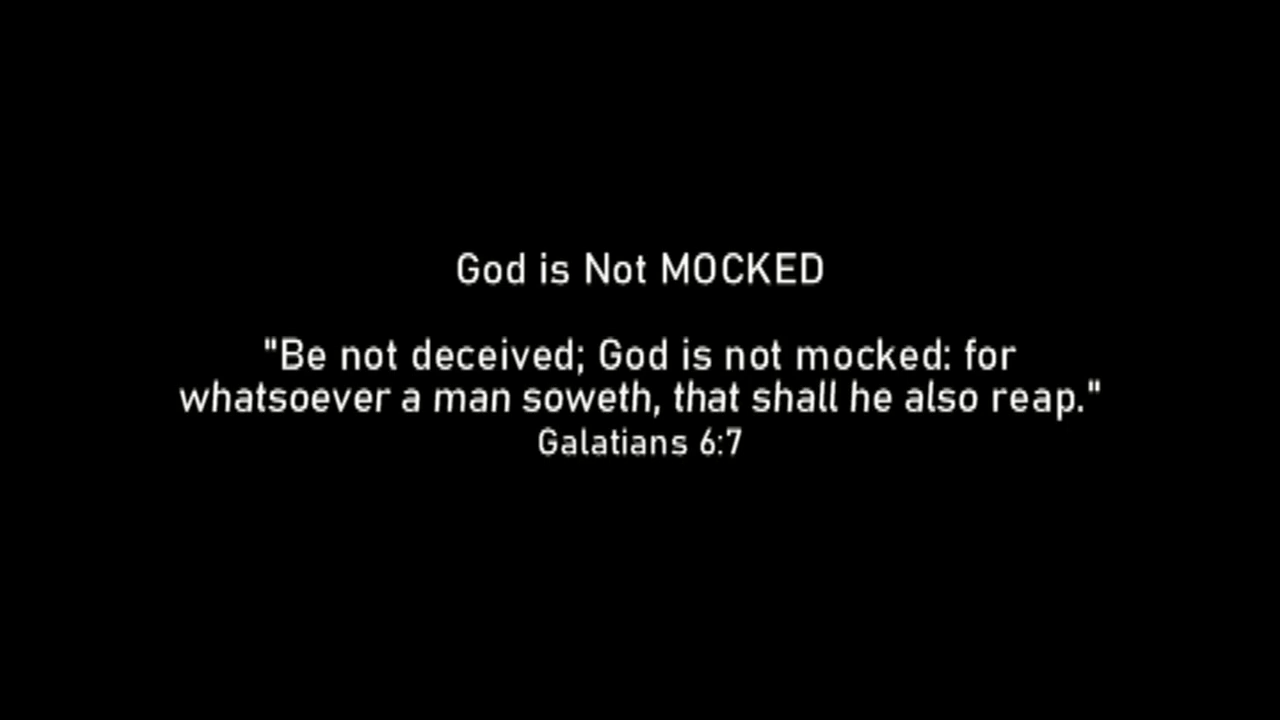 God is Not MOCKED
"Be not deceived; God is not mocked: for
whatsoever a man soweth, that shall he also reap."
Galatians 6:7